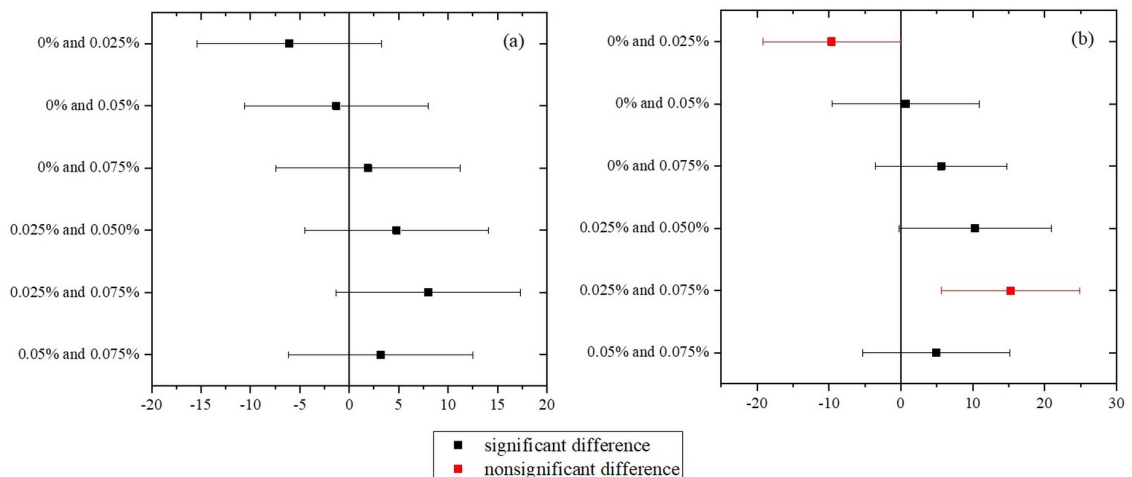 (a)
0% and 0.025%
0% and 0.05%
0% and 0.075%
0.025% and 0.050%
0.025% and 0.075%
0.05% and 0.075%
-20 -15 -10 -5 0 5 10 15 20
(b)
0% and 0.025%
0% and 0.05%
0% and 0.075%
0.025% and 0.050%
0.025% and 0.075%
0.05% and 0.075%
-20 -10 0 10 20 30
significant difference
nonsignificant difference